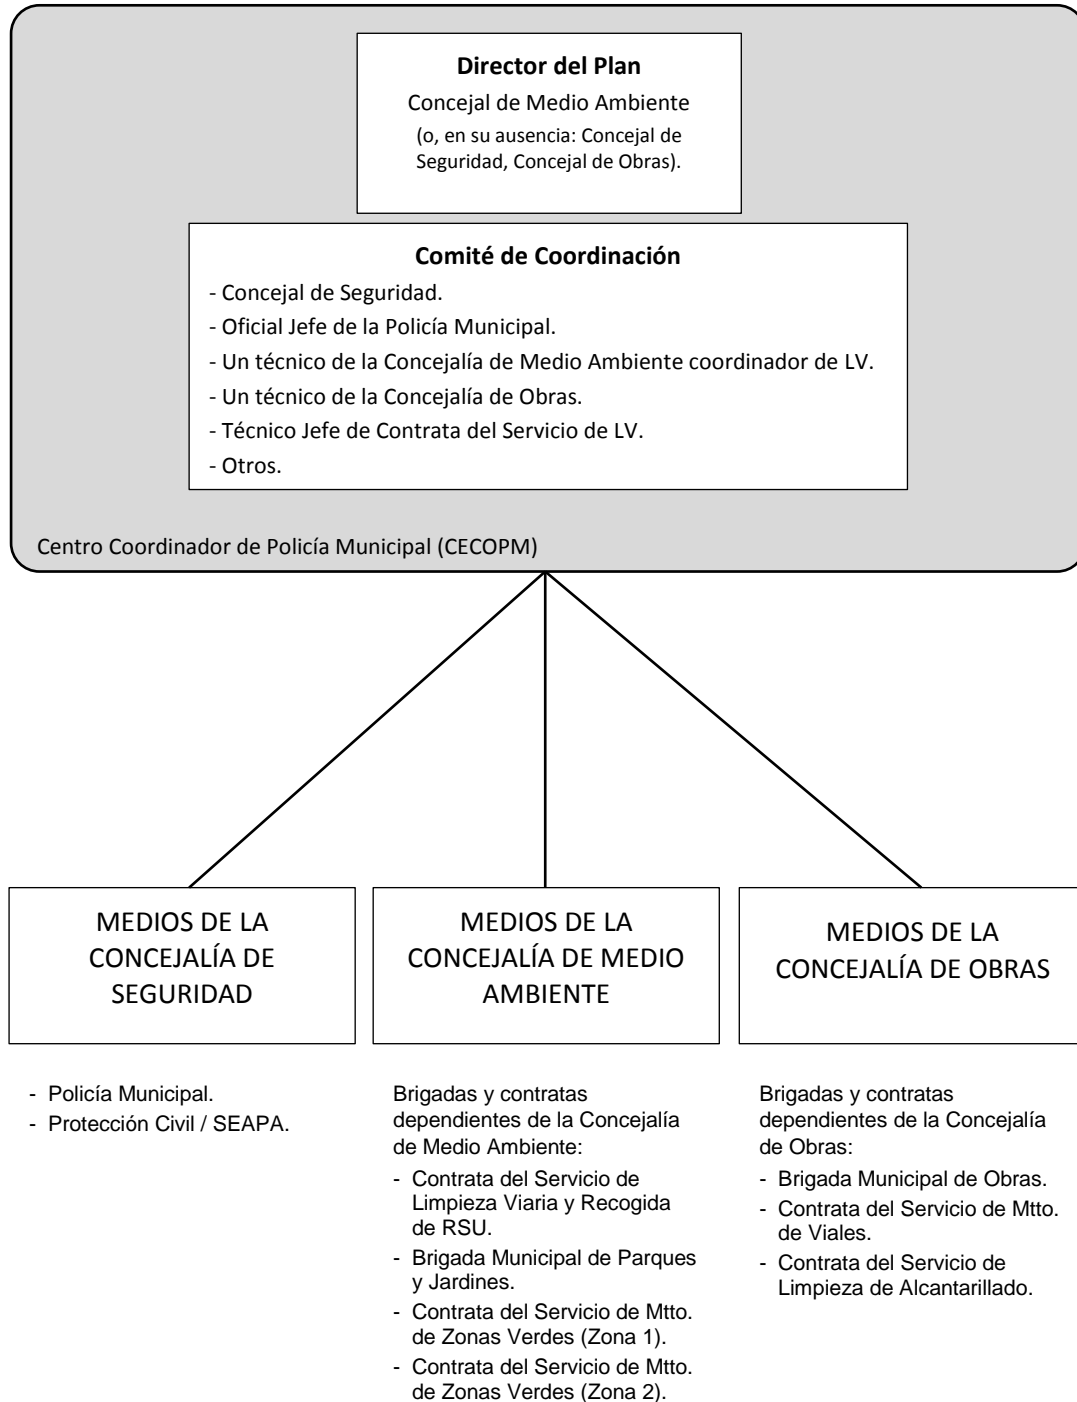 Director del Plan
Concejal de Medio Ambiente
(o, en su ausencia: Concejal de
Seguridad, Concejal de Obras).
Comité de Coordinación
- Concejal de Seguridad.
- Oficial Jefe de la Policía Municipal.
- Un técnico de la Concejalía de Medio Ambiente coordinador de LV.
- Un técnico de la Concejalía de Obras.
- Técnico Jefe de Contrata del Servicio de LV.
- Otros.
Centro Coordinador de Policía Municipal (CECOPM)
MEDIOS DE LA
CONCEJALÍA DE
SEGURIDAD
- Policía Municipal.
- Protección Civil / SEAPA.
MEDIOS DE LA
CONCEJALÍA DE MEDIO
AMBIENTE
Brigadas y contratas
dependientes de la Concejalía
de Medio Ambiente:
- Contrata del Servicio de
Limpieza Viaria y Recogida
de RSU.
- Brigada Municipal de Parques
y Jardines.
- Contrata del Servicio de Mtto.
de Zonas Verdes (Zona 1).
- Contrata del Servicio de Mtto.
de Zonas Verdes (Zona 2).
MEDIOS DE LA
CONCEJALÍA DE OBRAS
Brigadas y contratas
dependientes de la Concejalía
de Obras:
- Brigada Municipal de Obras.
- Contrata del Servicio de Mtto.
de Viales.
- Contrata del Servicio de
Limpieza de Alcantarillado.